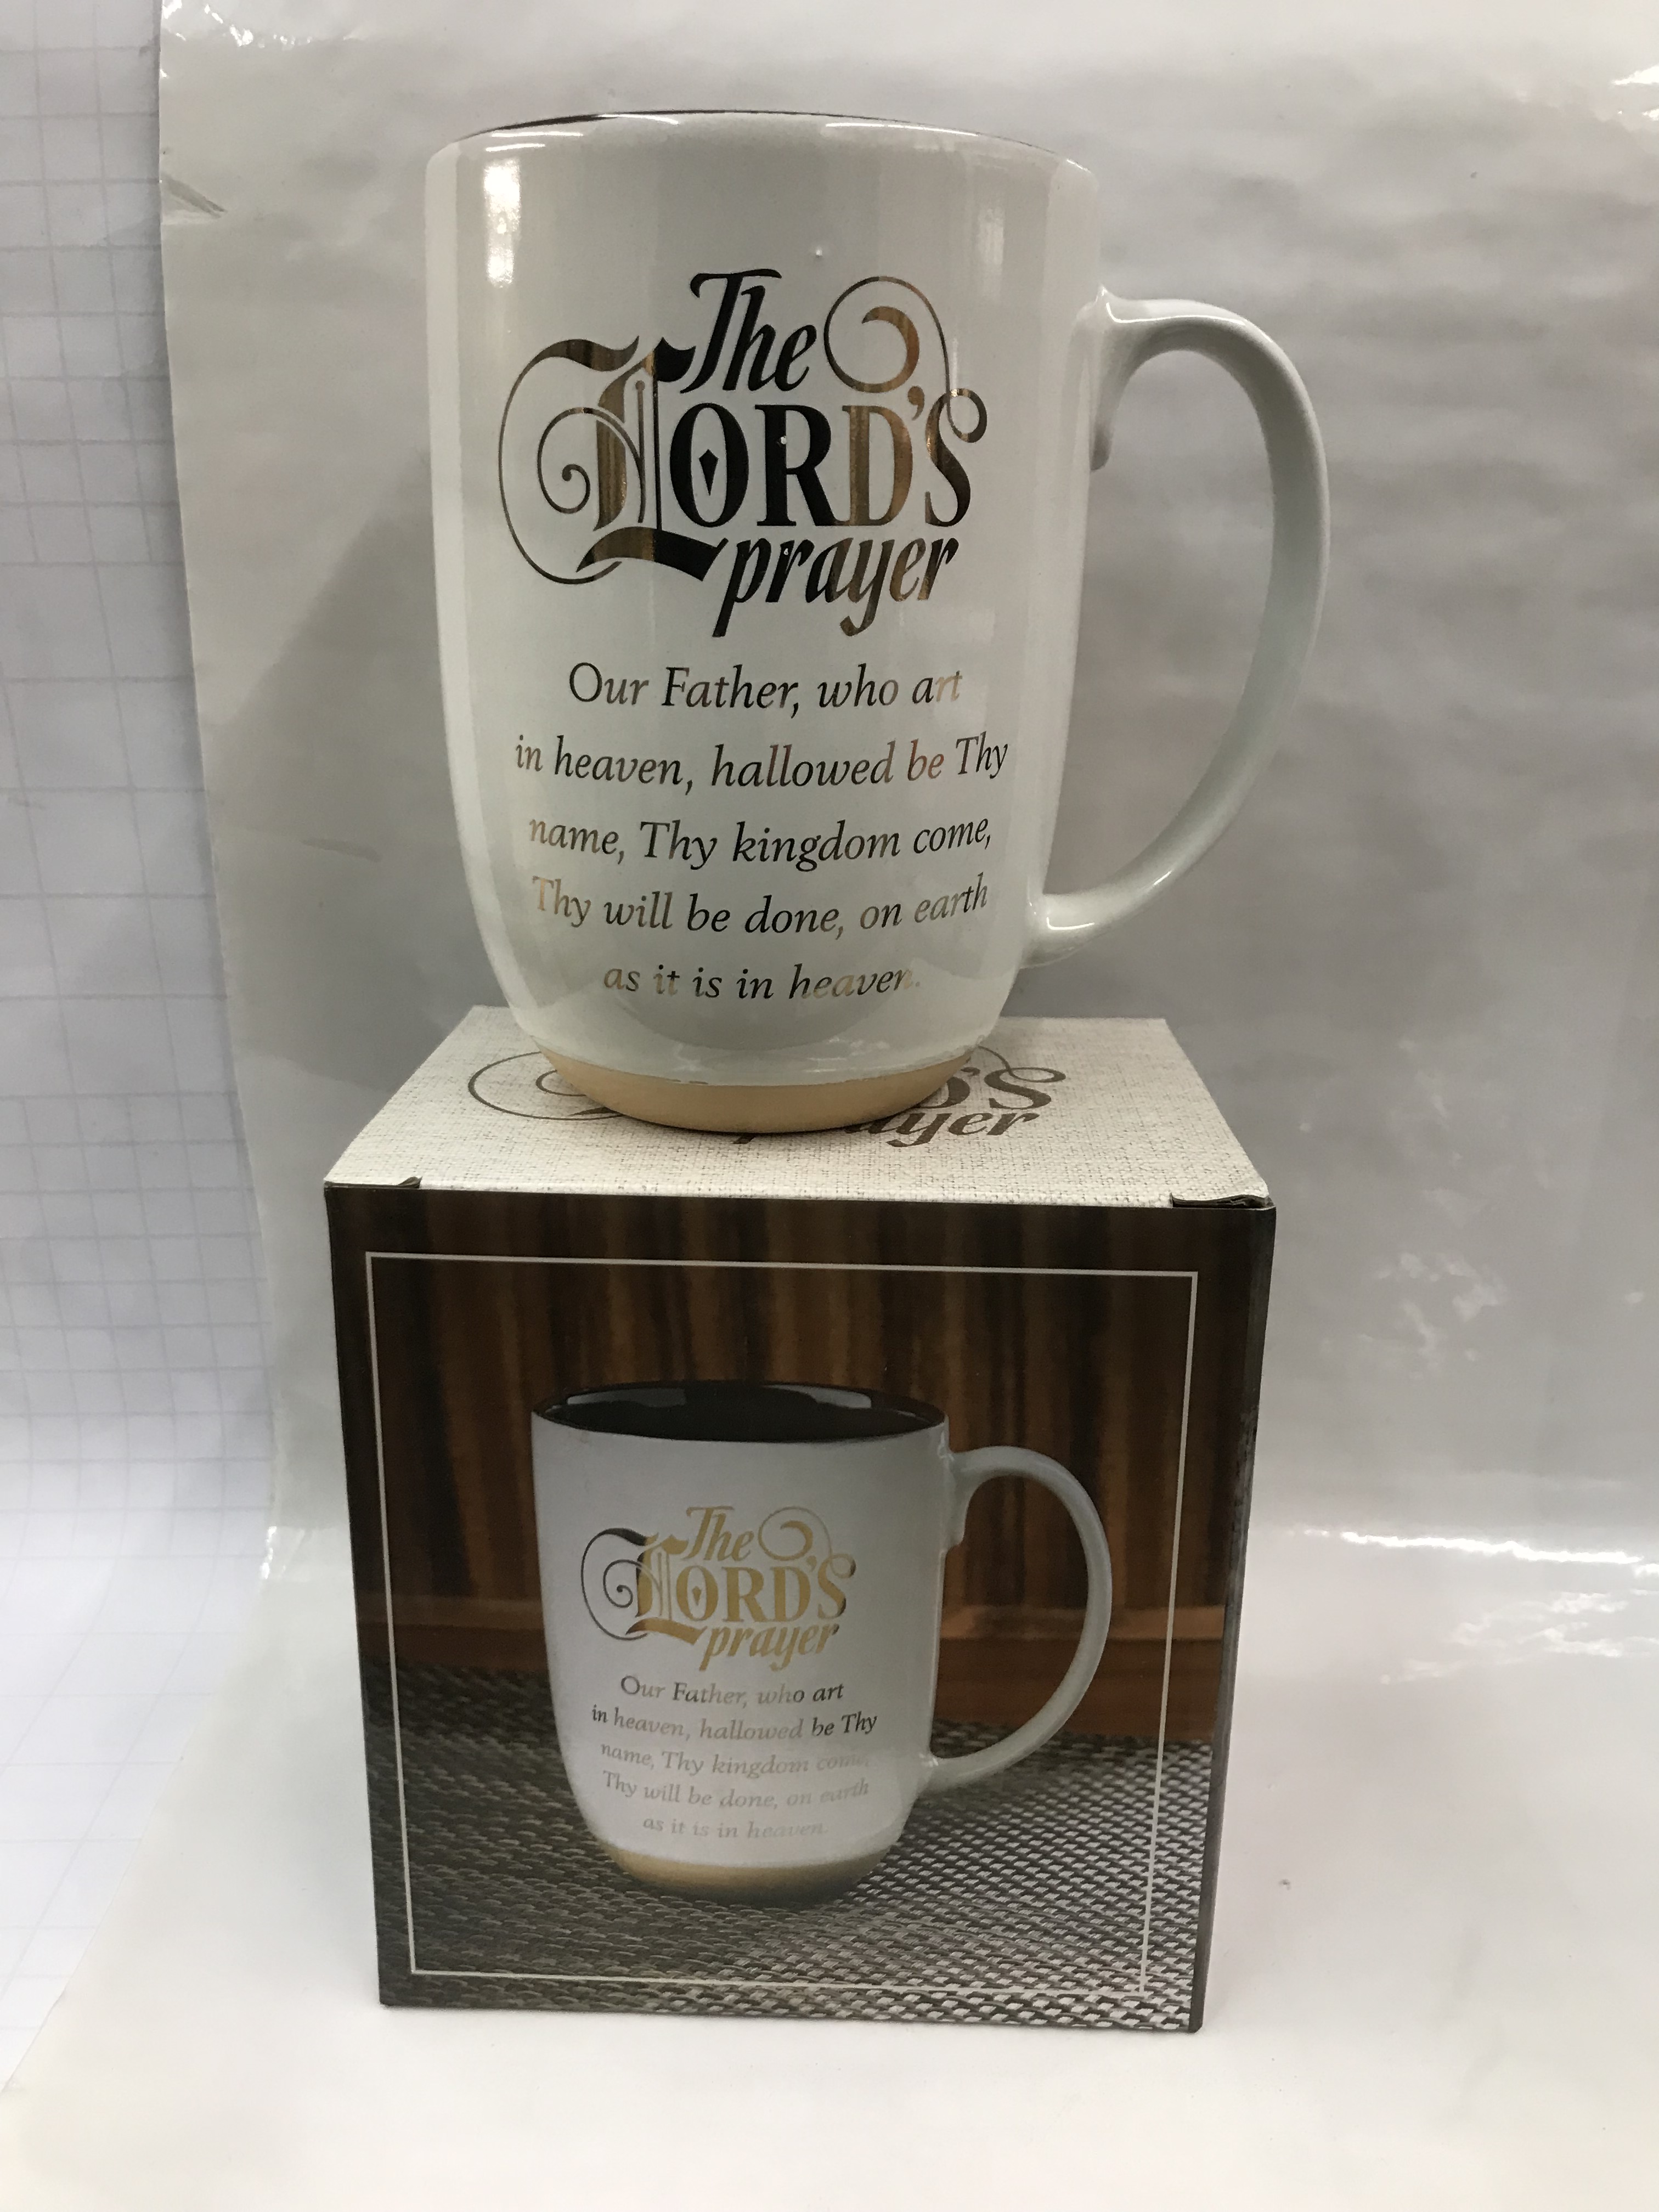 The
LORD'S
prayer
Our Father, who art
in heaven, hallowed be Thy
name, Thy kingdom come,
Thy will be done, on earth
as it is in heaven.
The
LORD'S
prayer
Our Father, who art
in heaven, hallowed be Thy
name, Thy kingdom come,
Thy will be done, on earth
as it is in heaven.